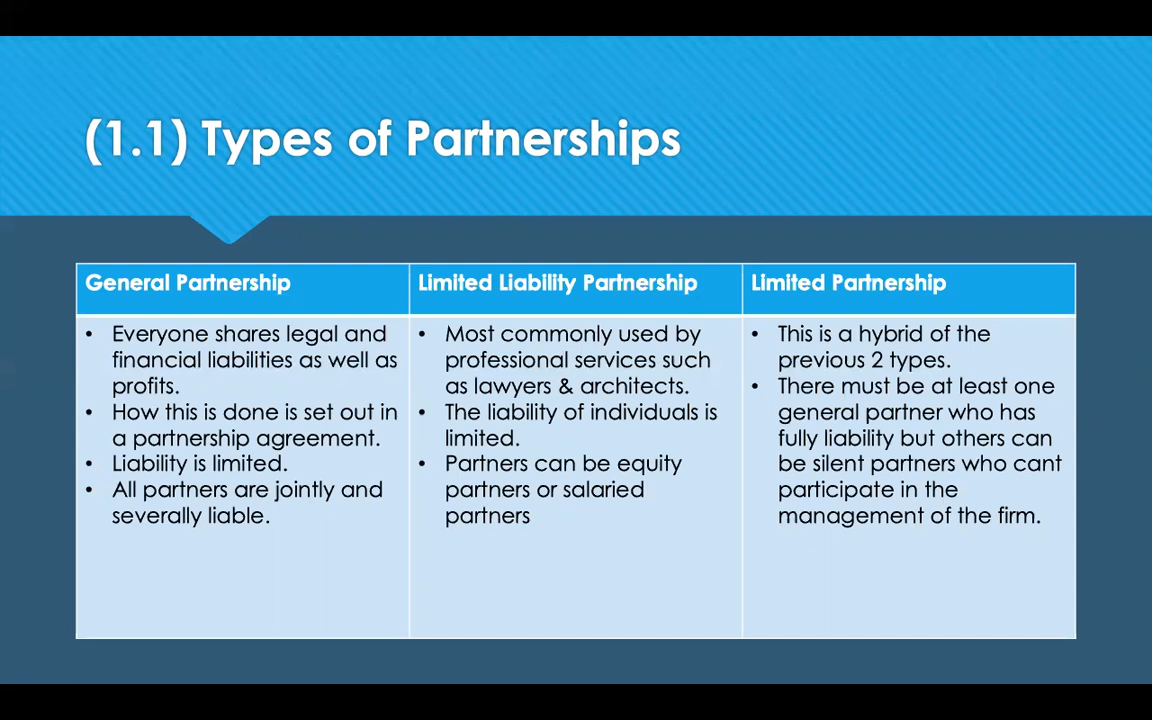 (1.1) Types of Partnerships
General Partnership
• Everyone shares legal and
financial liabilities as well as
profits.
• How this is done is set out in
a partnership agreement.
• Liability is limited.
• All partners are jointly and
severally liable.
Limited Liability Partnership
• Most commonly used by
professional services such
as lawyers & architects.
• The liability of individuals is
limited.
• Partners can be equity
partners or salaried
partners
Limited Partnership
• This is a hybrid of the
previous 2 types.
• There must be at least one
general partner who has
fully liability but others can
be silent partners who cant
participate in the
management of the firm.